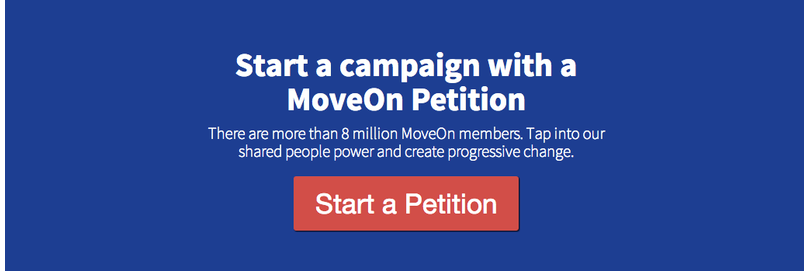 Start a campaign with a
MoveOn Petition
There are more than 8 million MoveOn members. Tap into our
shared people power and create progressive change.
Start a Petition